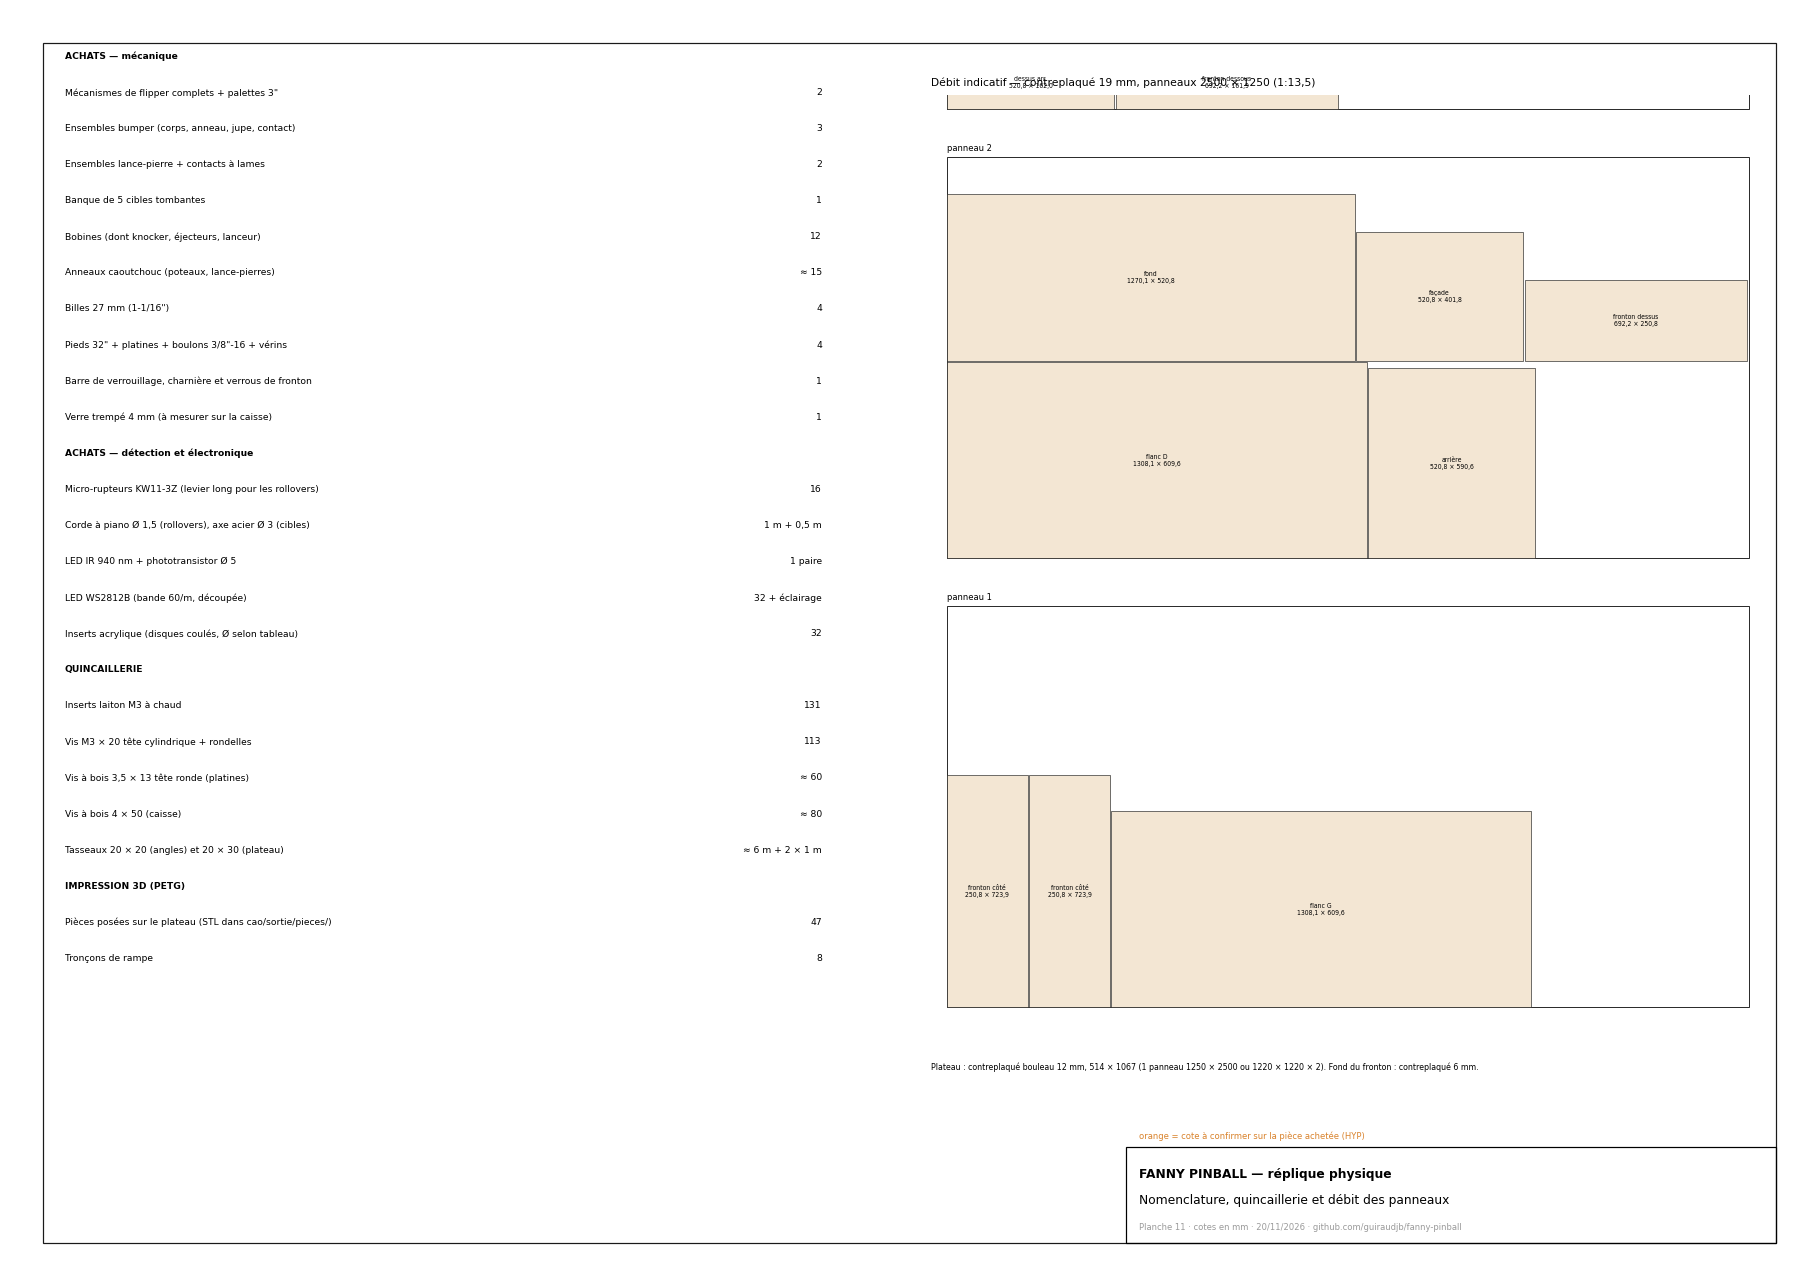 ACHATS — mécanique
Mécanismes de flipper complets + palettes 3" 2
Ensembles bumper (corps, anneau, jupe, contact) 3
Ensembles lance-pierre + contacts à lames 2
Banque de 5 cibles tombantes 1
Bobines (dont knocker, éjecteurs, lanceur) 12
Anneaux caoutchouc (poteaux, lance-pierres) ≈ 15
Billes 27 mm (1-1/16") 4
Pieds 32" + platines + boulons 3/8"-16 + vérins 4
Barre de verrouillage, charnière et verrous de fronton 1
Verre trempé 4 mm (à mesurer sur la caisse) 1
ACHATS — détection et électronique
Micro-rupteurs KW11-3Z (levier long pour les rollovers) 16
Corde à piano Ø 1,5 (rollovers), axe acier Ø 3 (cibles) 1 m + 0,5 m
LED IR 940 nm + phototransistor Ø 5 1 paire
LED WS2812B (bande 60/m, découpée) 32 + éclairage
Inserts acrylique (disques coulés, Ø selon tableau) 32
QUINCAILLERIE
Inserts laiton M3 à chaud 131
Vis M3 × 20 tête cylindrique + rondelles 113
Vis à bois 3,5 × 13 tête ronde (platines) ≈ 60
Vis à bois 4 × 50 (caisse) ≈ 80
Tasseaux 20 × 20 (angles) et 20 × 30 (plateau) ≈ 6 m + 2 × 1 m
IMPRESSION 3D (PETG)
Pièces posées sur le plateau (STL dans cao/sortie/pieces/) 47
Tronçons de rampe 8
Débit indicatif — contreplaqué 19 mm, panneaux 2500 × 1250 (1:13,5)
panneau 2
fond
1270,1 × 520,8
façade
520,8 × 401,8
fronton dessus
692,2 × 250,8
flanc D
1308,1 × 609,6
arrière
520,8 × 590,6
panneau 1
fronton côté
250,8 × 723,9
fronton côté
250,8 × 723,9
flanc G
1308,1 × 609,6
Plateau : contreplaqué bouleau 12 mm, 514 × 1067 (1 panneau 1250 × 2500 ou 1220 × 1220 × 2). Fond du fronton : contreplaqué 6 mm.
orange = cote à confirmer sur la pièce achetée (HYP)
FANNY PINBALL — réplique physique
Nomenclature, quincaillerie et débit des panneaux
Planche 11 · cotes en mm · 20/11/2026 · github.com/guiraudjb/fanny-pinball